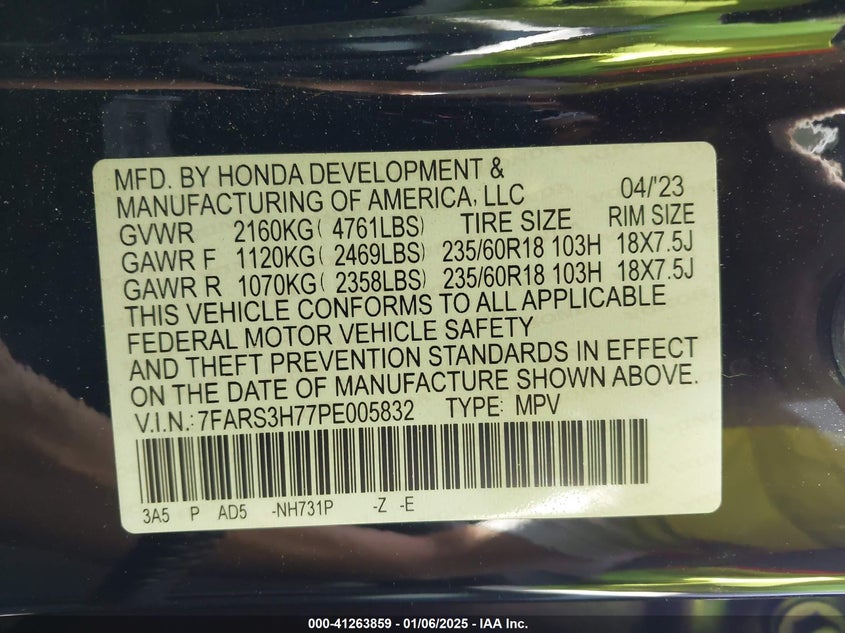 MFD. BY HONDA DEVELOPMENT &
MANUFACTURING OF AMERICA, LLC 04/'23
GVWR 2160KG( 4761LBS) TIRE SIZE RIM SIZE
GAWR F 1120KG( 2469LBS) 235/60R18 103H 18X7.5J
GAWR R 1070KG( 2358LBS) 235/60R18 103H 18X7.5J
THIS VEHICLE CONFORMS TO ALL APPLICABLE
FEDERAL MOTOR VEHICLE SAFETY
AND THEFT PREVENTION STANDARDS IN EFFECT
ON THE DATE OF MANUFACTURE SHOWN ABOVE.
V.I.N.:7FARS3H77PE005832 TYPE: MPV
3A5 P AD5 -NH731P -Z -E
000-41263859 | 01/06/2025 - IAA Inc.